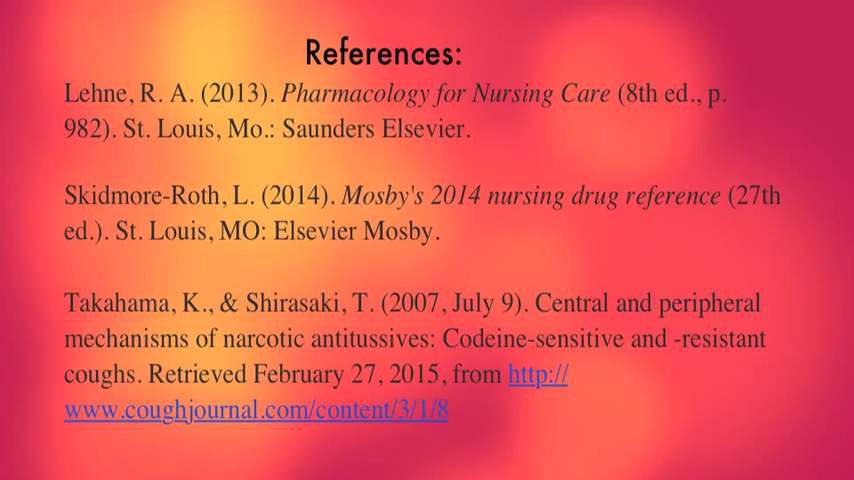 References:
Lehne, R. A. (2013). Pharmacology for Nursing Care (8th ed., p.
982). St. Louis, Mo.: Saunders Elsevier.
Skidmore-Roth, L. (2014). Mosby's 2014 nursing drug reference (27th
ed.). St. Louis, MO: Elsevier Mosby.
Takahama, K., & Shirasaki, T. (2007, July 9). Central and peripheral
mechanisms of narcotic antitussives: Codeine-sensitive and -resistant
coughs. Retrieved February 27, 2015, from http://
www.coughjournal.com/content/3/1/8